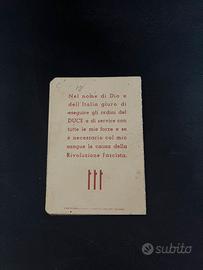 Nel nome di Dio e
dell'Italia giuro di
eseguire gli ordini del
DUCE e di servire con
tutte le mie forze e se
è necessario col mio
sangue la causa della
Rivoluzione Fascista.
subito